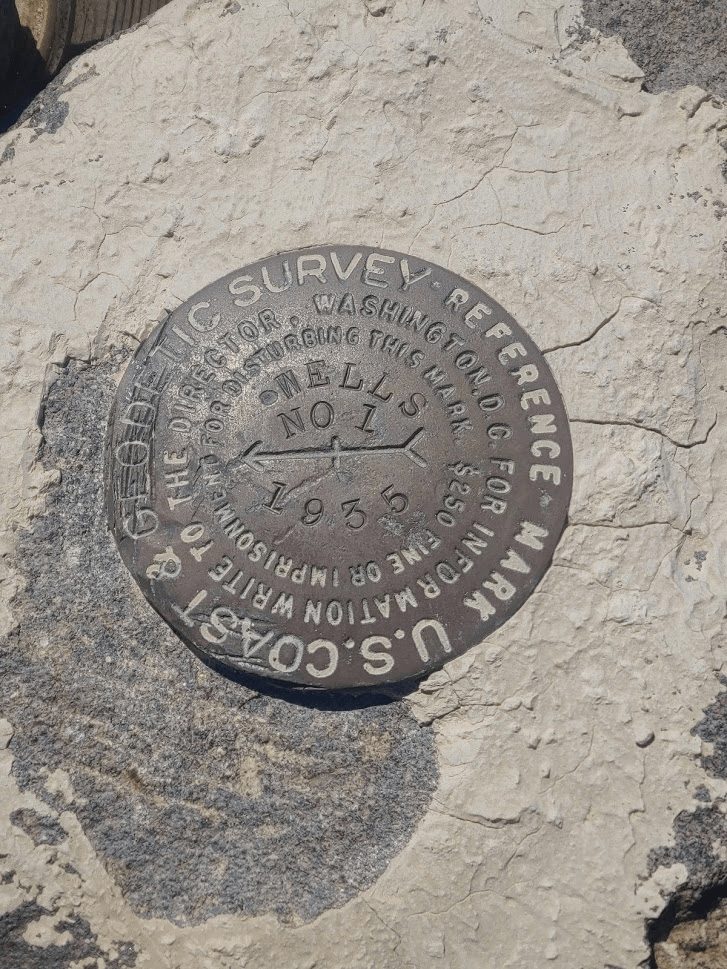 U.S. COAST & GEODETIC SURVEY · REFERENCE · MARK
WRITE TO THE DIRECTOR, WASHINGTON, D.C. FOR INFORMATION
$250 FINE OR IMPRISONMENT FOR DISTURBING THIS MARK.
WELLS
NO 1
1935